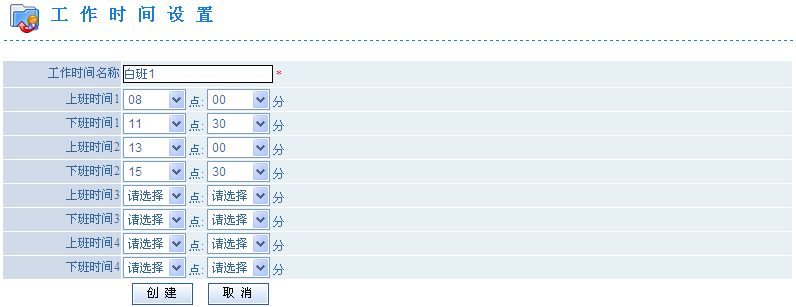 工作时间设置
工作时间名称 白班1 *
上班时间1 08 点: 00 分
下班时间1 11 点: 30 分
上班时间2 13 点: 00 分
下班时间2 15 点: 30 分
上班时间3 请选择 点: 请选择 分
下班时间3 请选择 点: 请选择 分
上班时间4 请选择 点: 请选择 分
下班时间4 请选择 点: 请选择 分
创 建 取 消